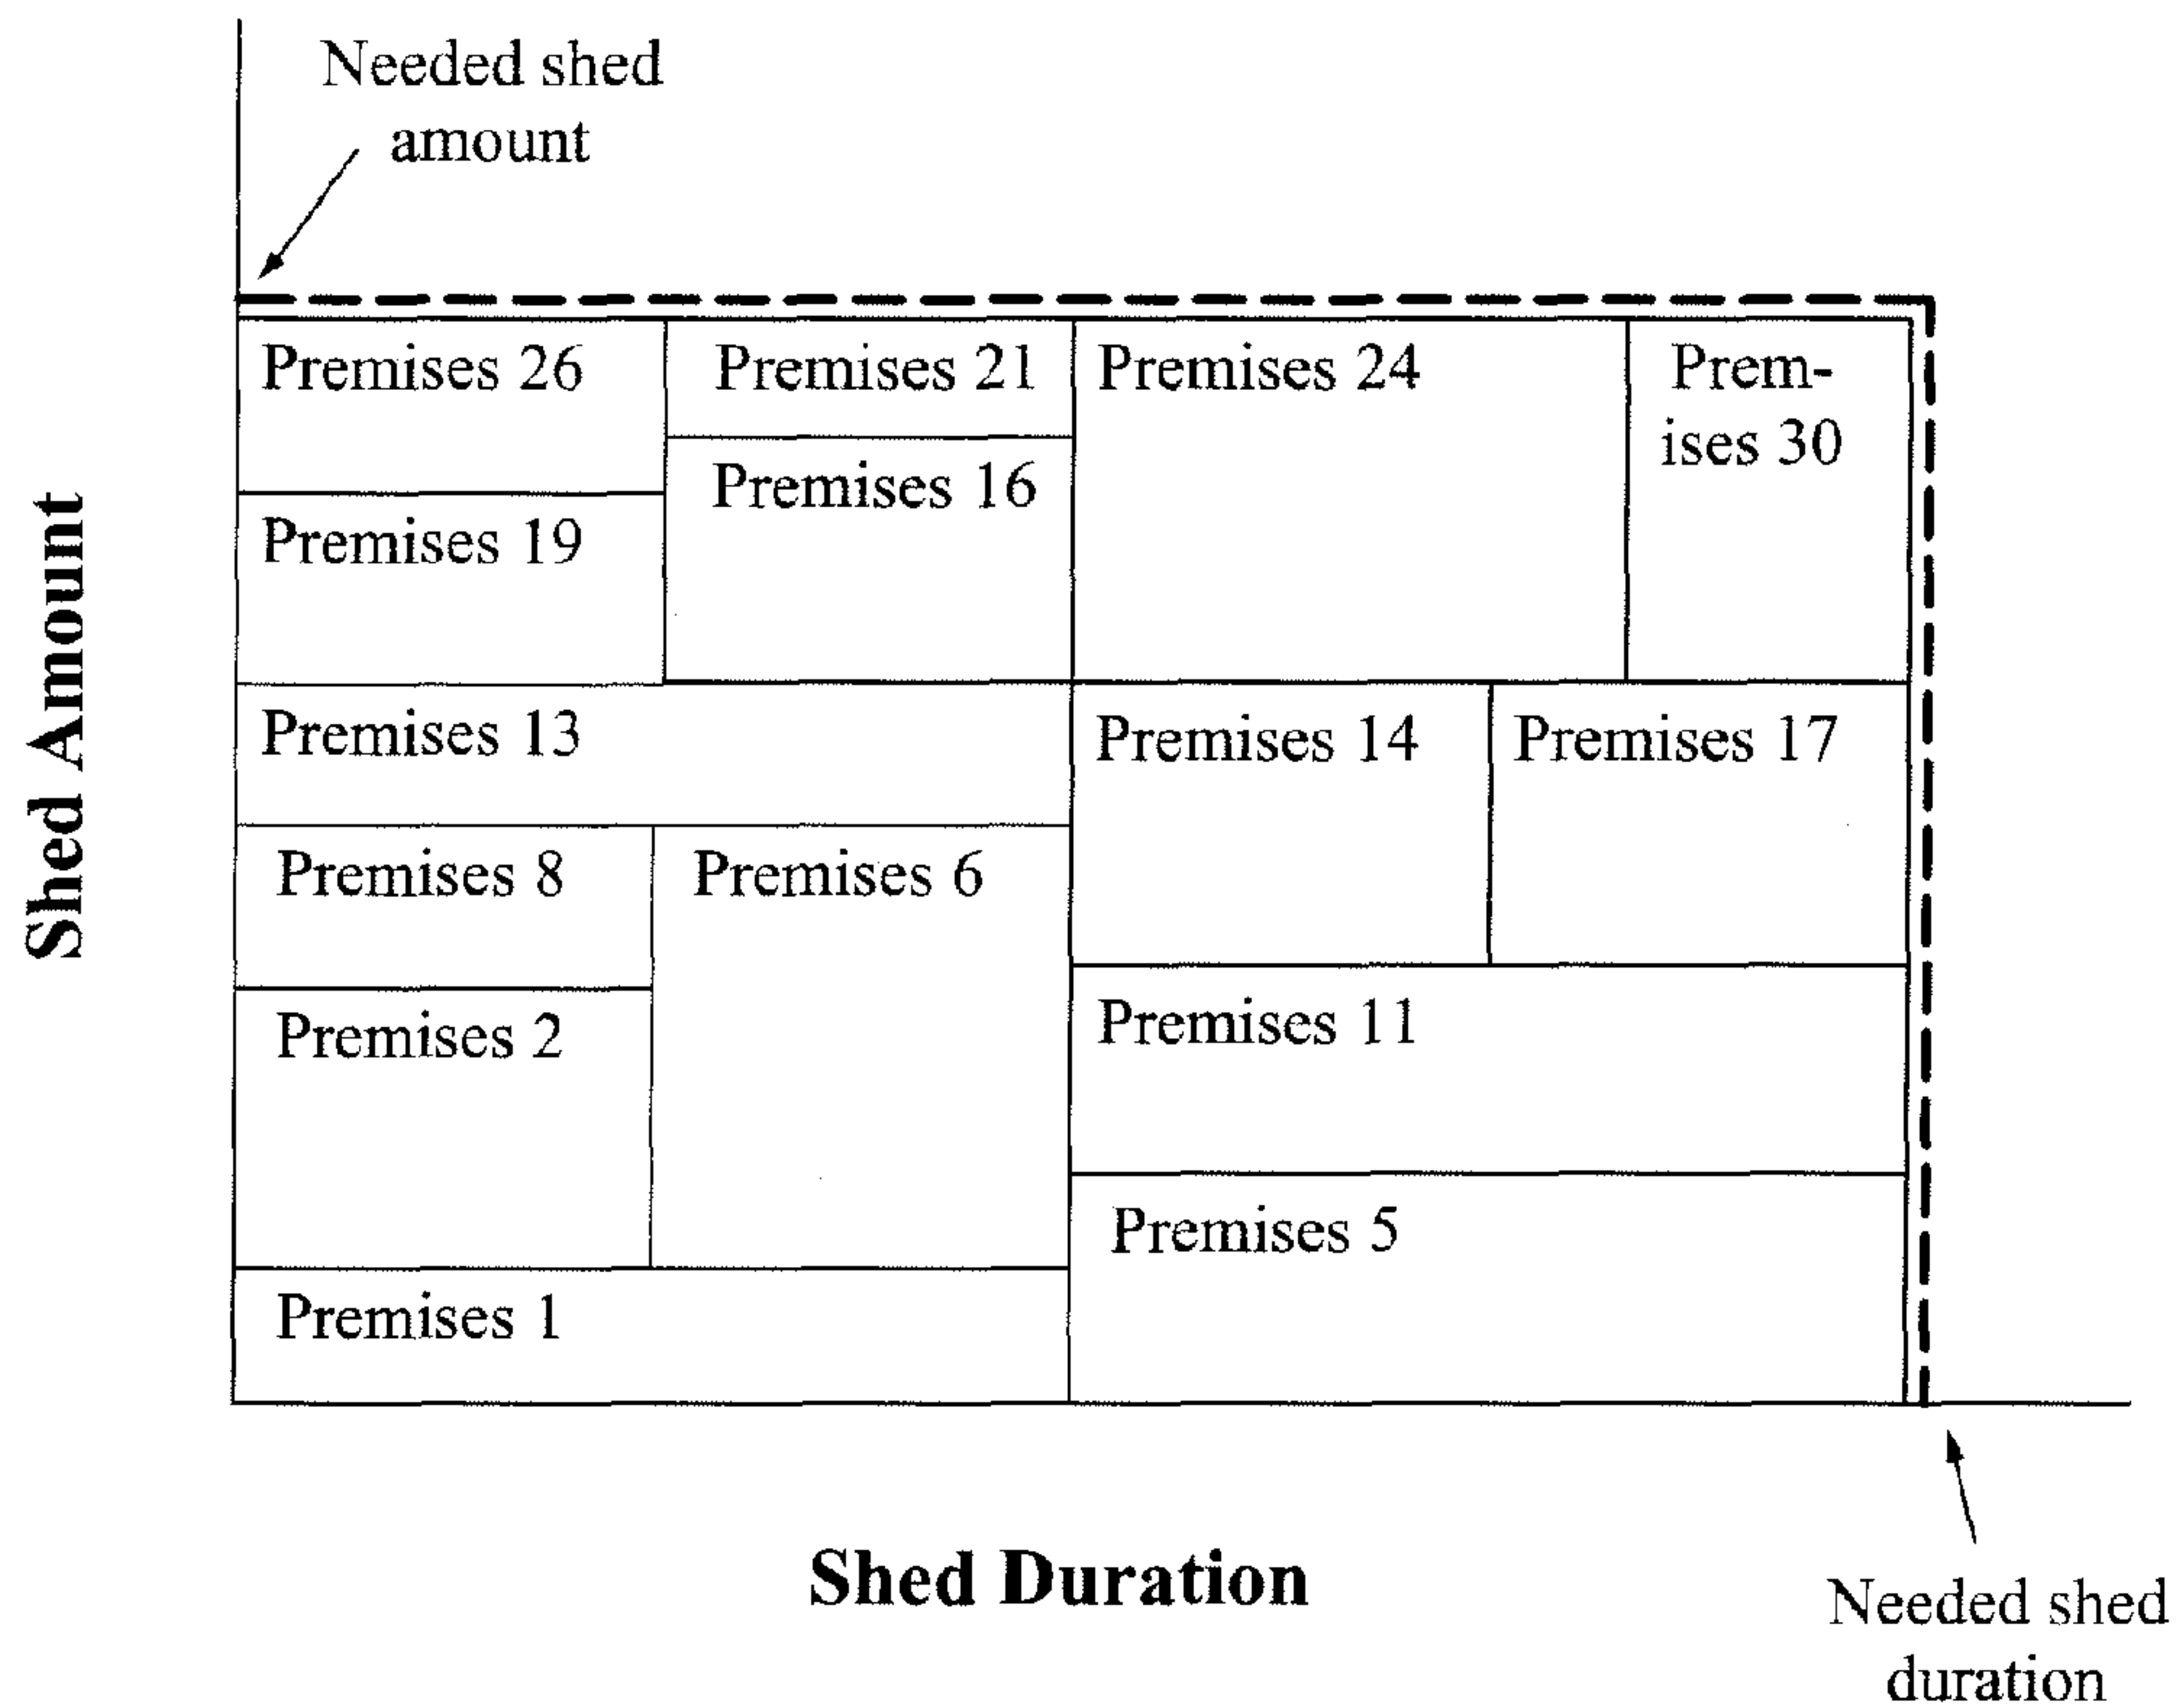 Needed shed
amount
Premises 26
Premises 21
Premises 24
Prem-
ises 30
Premises 16
Premises 19
Premises 13
Premises 14
Premises 17
Premises 8
Premises 6
Premises 2
Premises 11
Premises 5
Premises 1
Shed Amount
Shed Duration
Needed shed
duration